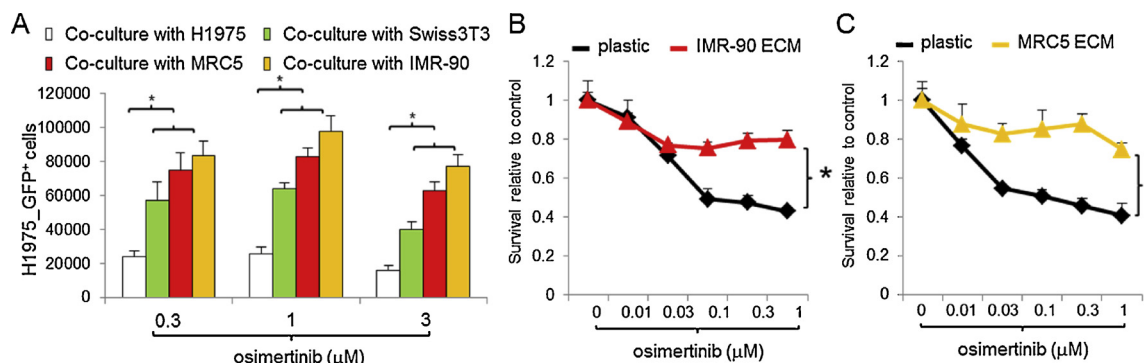 A
Co-culture with H1975
Co-culture with Swiss3T3
Co-culture with MRC5
Co-culture with IMR-90
H1975_GFP+ cells
120000
100000
80000
60000
40000
20000
0
*
*
*
0.3 1 3
osimertinib (µM)
B
plastic IMR-90 ECM
Survival relative to control
1.2
1
0.8
0.6
0.4
0.2
0
*
0 0.01 0.03 0.1 0.3 1
osimertinib (µM)
C
plastic MRC5 ECM
Survival relative to control
1.2
1
0.8
0.6
0.4
0.2
0
0 0.01 0.03 0.1 0.3 1
osimertinib (µM)